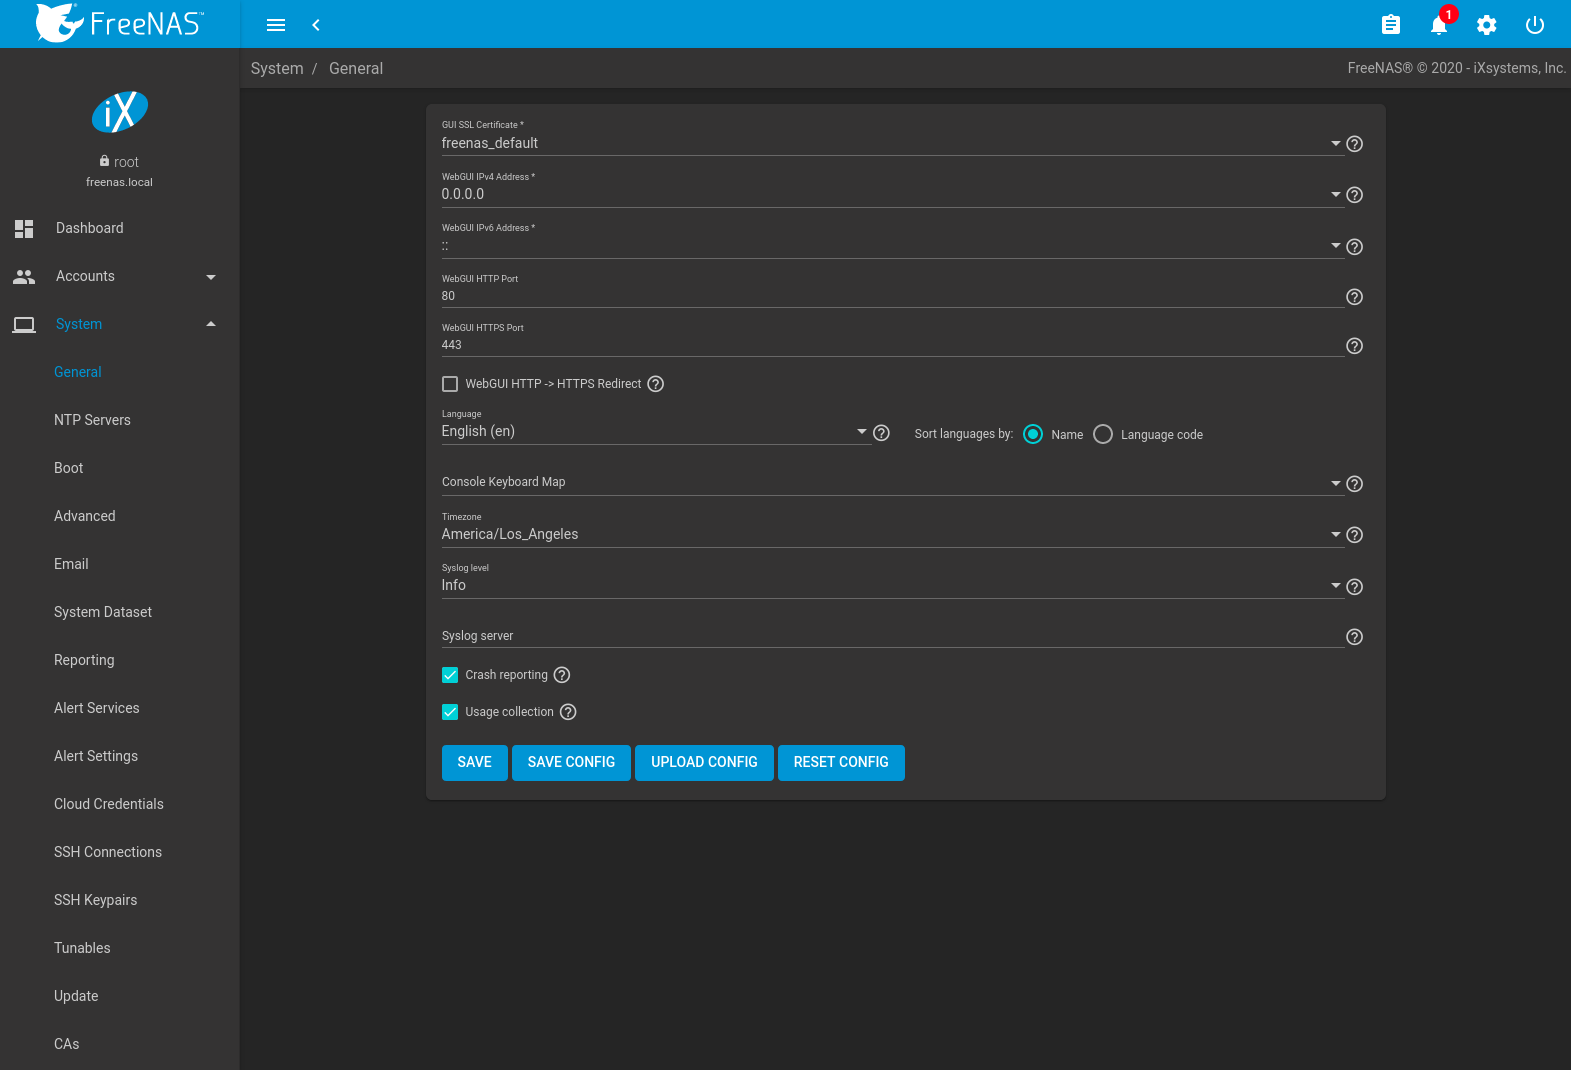 FreeNAS™
1
System / General
FreeNAS® © 2020 - iXsystems, Inc.
iX
root
freenas.local
Dashboard
Accounts
System
General
NTP Servers
Boot
Advanced
Email
System Dataset
Reporting
Alert Services
Alert Settings
Cloud Credentials
SSH Connections
SSH Keypairs
Tunables
Update
CAs
GUI SSL Certificate *
freenas_default
WebGUI IPv4 Address *
0.0.0.0
WebGUI IPv6 Address *
::
WebGUI HTTP Port
80
WebGUI HTTPS Port
443
WebGUI HTTP -> HTTPS Redirect
Language
English (en)
Sort languages by: Name Language code
Console Keyboard Map
Timezone
America/Los_Angeles
Syslog level
Info
Syslog server
Crash reporting
Usage collection
SAVE SAVE CONFIG UPLOAD CONFIG RESET CONFIG